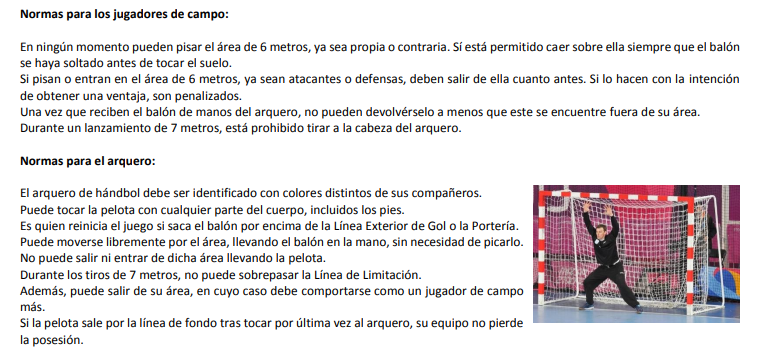 Normas para los jugadores de campo:
En ningún momento pueden pisar el área de 6 metros, ya sea propia o contraria. Sí está permitido caer sobre ella siempre que el balón
se haya soltado antes de tocar el suelo.
Si pisan o entran en el área de 6 metros, ya sean atacantes o defensas, deben salir de ella cuanto antes. Si lo hacen con la intención
de obtener una ventaja, son penalizados.
Una vez que reciben el balón de manos del arquero, no pueden devolvérselo a menos que este se encuentre fuera de su área.
Durante un lanzamiento de 7 metros, está prohibido tirar a la cabeza del arquero.
Normas para el arquero:
El arquero de hándbol debe ser identificado con colores distintos de sus compañeros.
Puede tocar la pelota con cualquier parte del cuerpo, incluidos los pies.
Es quien reinicia el juego si saca el balón por encima de la Línea Exterior de Gol o la Portería.
Puede moverse libremente por el área, llevando el balón en la mano, sin necesidad de picarlo.
No puede salir ni entrar de dicha área llevando la pelota.
Durante los tiros de 7 metros, no puede sobrepasar la Línea de Limitación.
Además, puede salir de su área, en cuyo caso debe comportarse como un jugador de campo
más.
Si la pelota sale por la línea de fondo tras tocar por última vez al arquero, su equipo no pierde
la posesión.